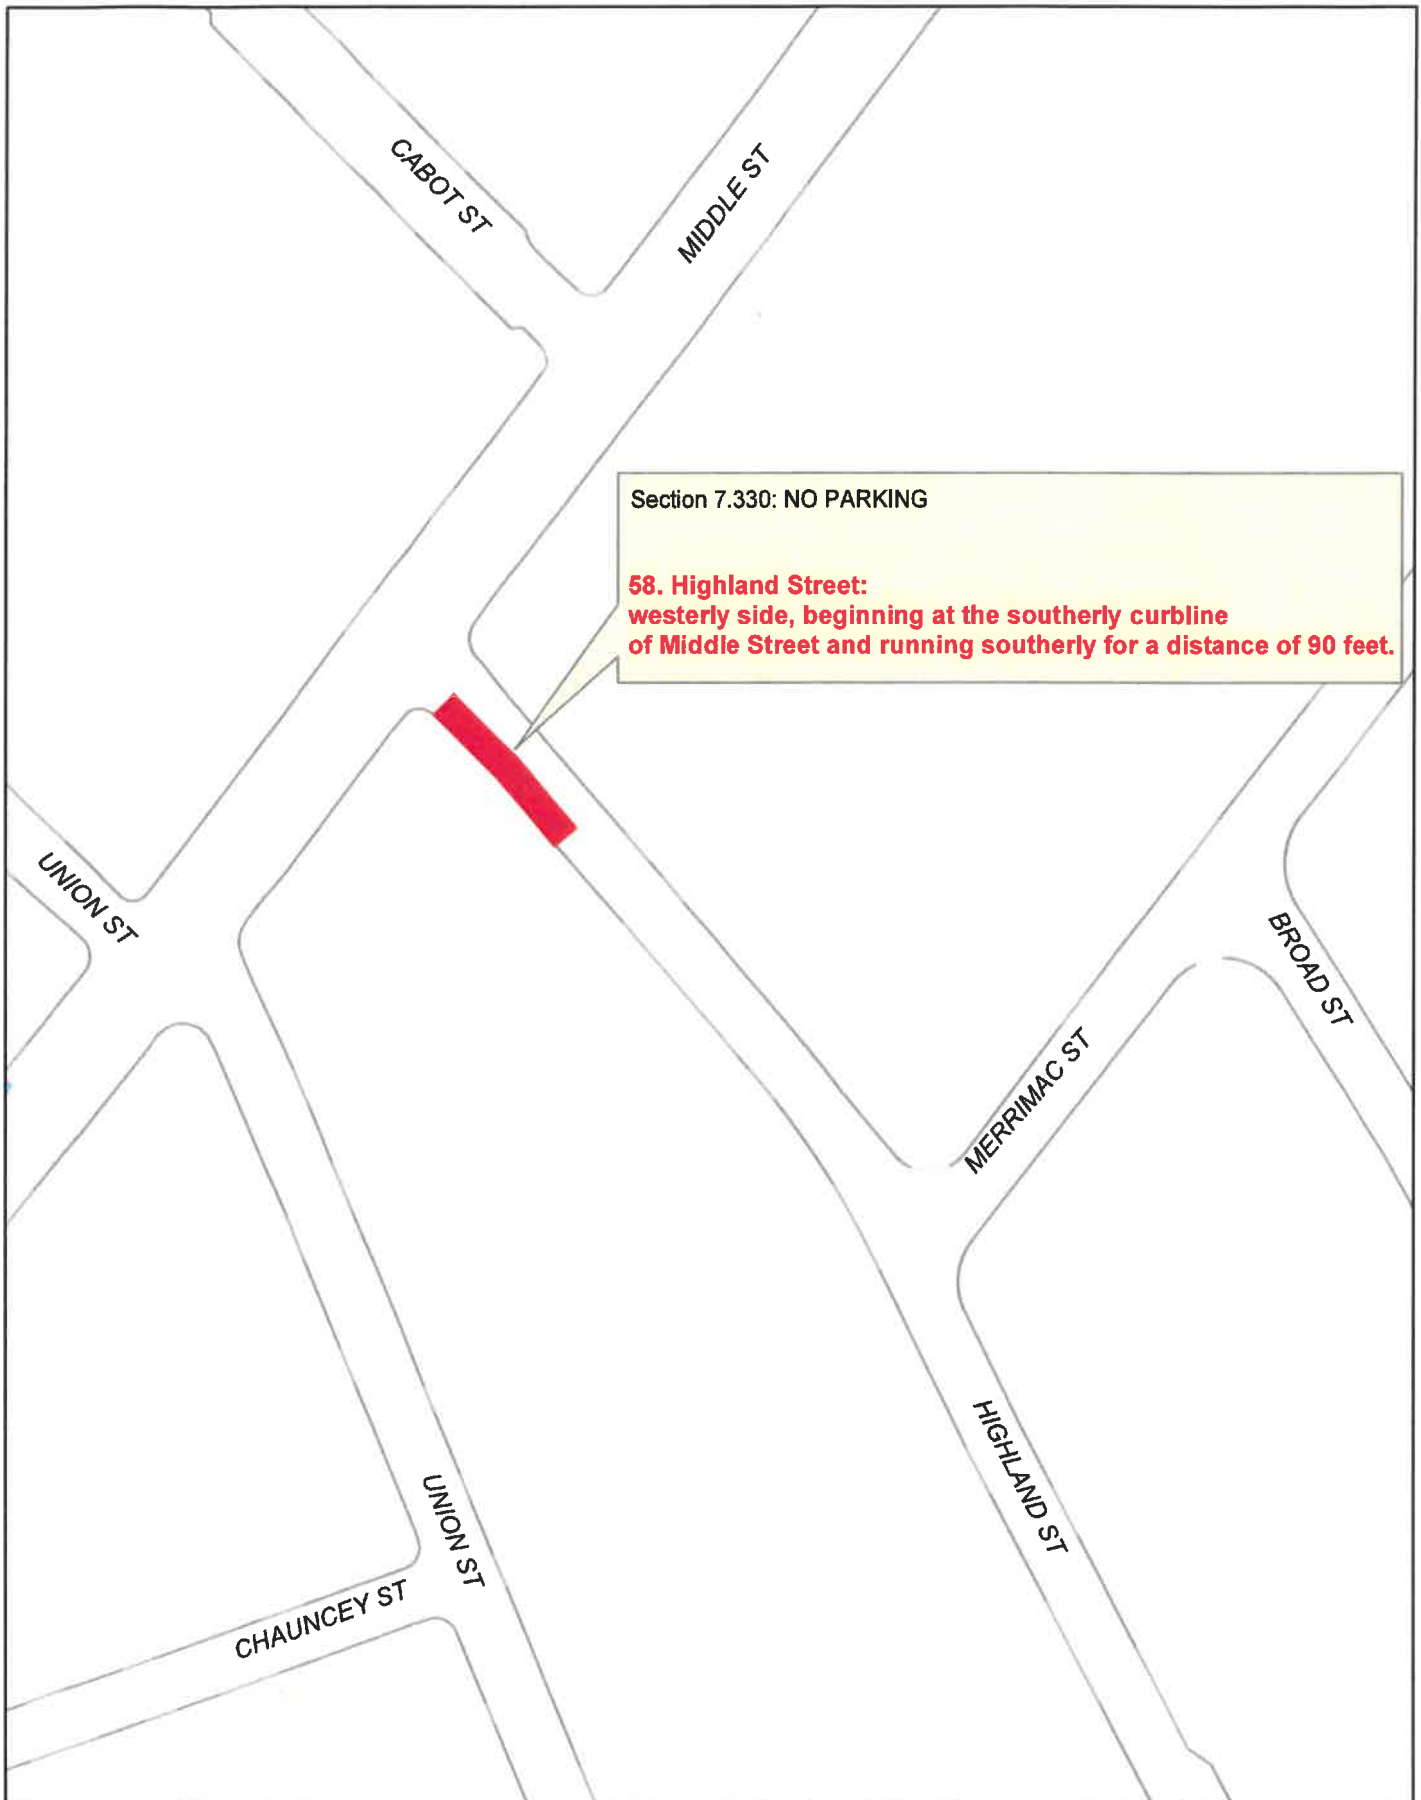 CABOT ST
MIDDLE ST
Section 7.330: NO PARKING
58. Highland Street:
westerly side, beginning at the southerly curbline
of Middle Street and running southerly for a distance of 90 feet.
UNION ST
BROAD ST
MERRIMAC ST
HIGHLAND ST
UNION ST
CHAUNCEY ST